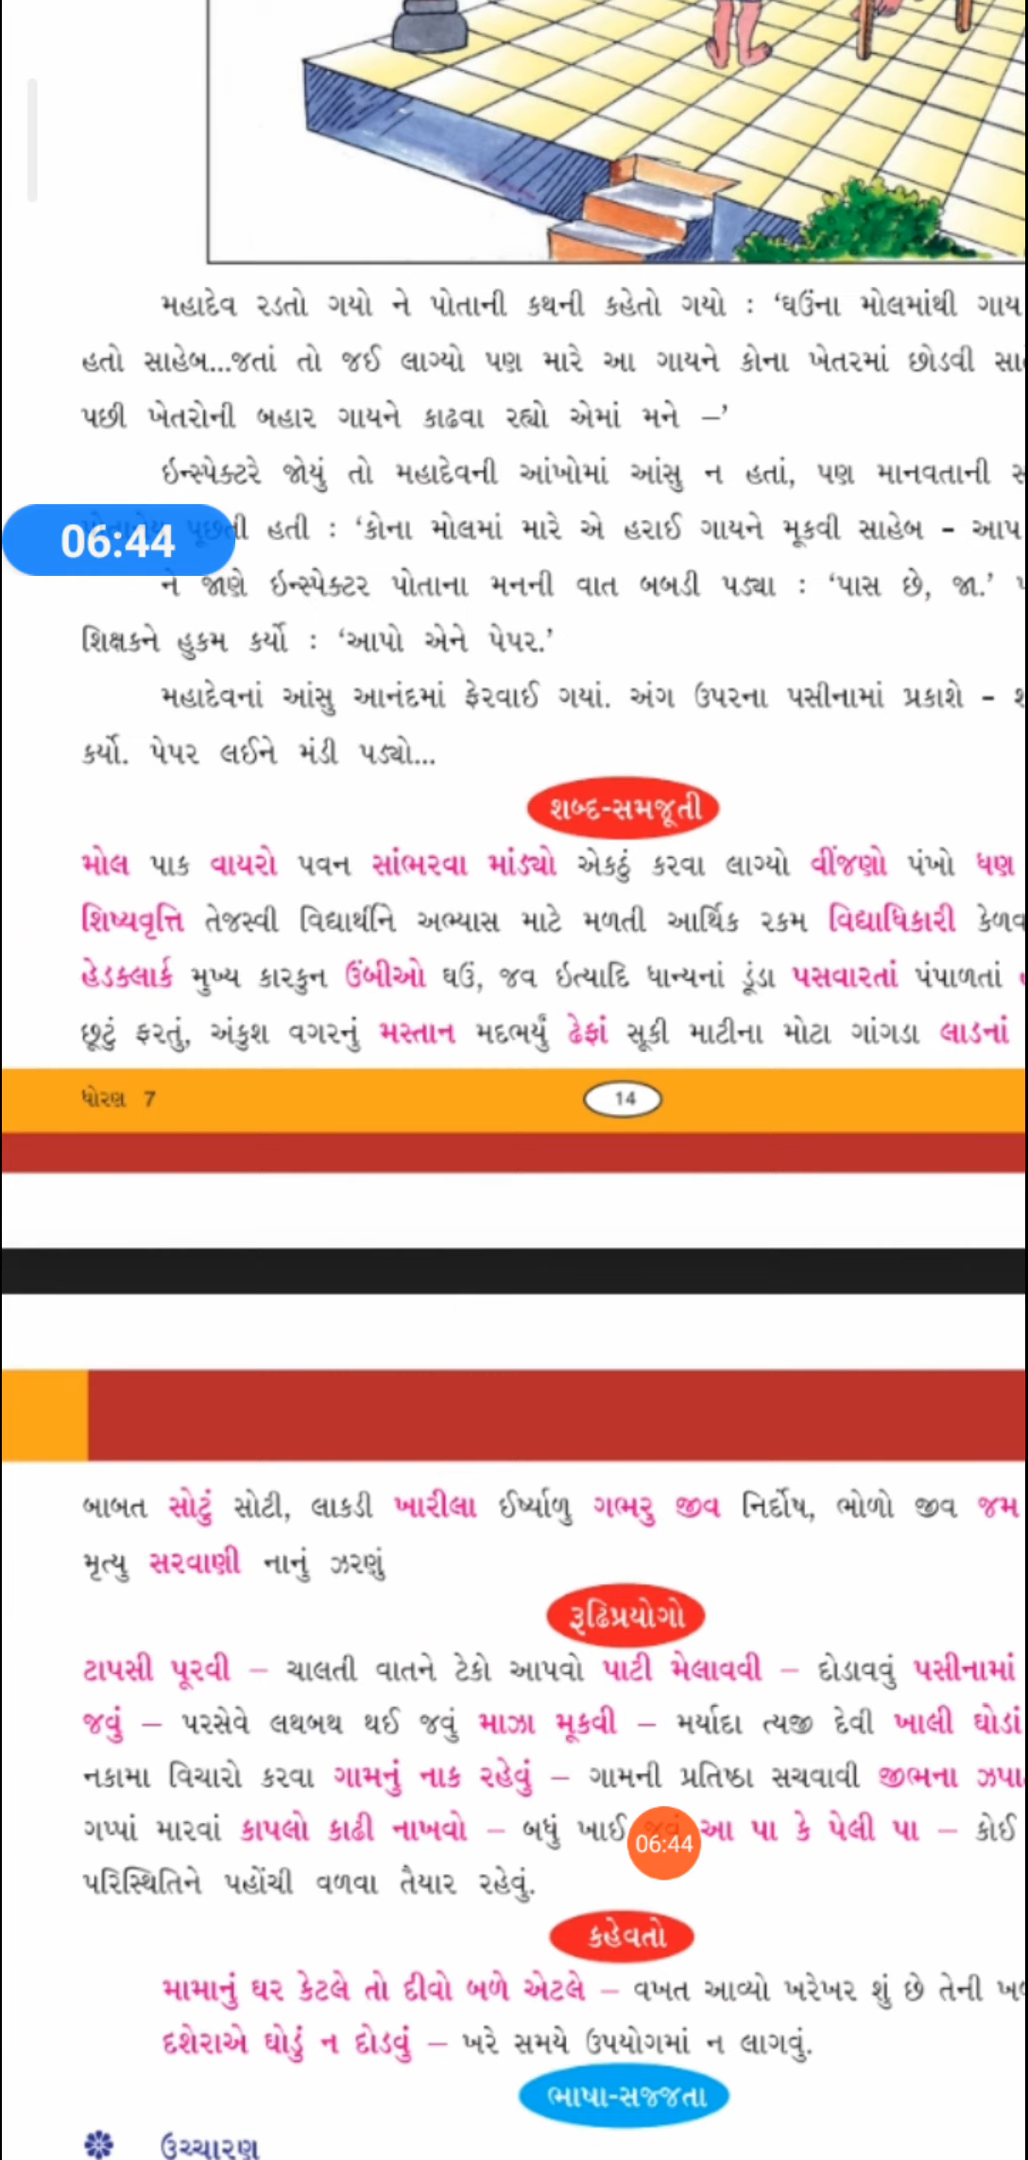 મહાદેવ રડતો ગયો ને પોતાની કથની કહેતો ગયો : ‘ઘઉંના મોલમાંથી ગાય
હતો સાહેબ...જતાં તો જઈ લાગ્યો પણ મારે આ ગાયને કોના ખેતરમાં છોડવી
પછી ખેતરોની બહાર ગાયને કાઢવા રહ્યો એમાં મને –’
ઇન્સ્પેક્ટરે જોયું તો મહાદેવની આંખોમાં આંસુ ન હતાં, પણ માનવતાની
06:44
હતી : ‘કોના મોલમાં મારે એ હરાઈ ગાયને મૂકવી સાહેબ - આપ
ને જાણે ઇન્સ્પેક્ટર પોતાના મનની વાત બબડી પડ્યા : ‘પાસ છે, જા.’
શિક્ષકને હુકમ કર્યો : ‘આપો એને પેપર.’
મહાદેવનાં આંસુ આનંદમાં ફેરવાઈ ગયાં. અંગ ઉપરના પસીનામાં પ્રકાશે -
કર્યો. પેપર લઈને મંડી પડ્યો...
શબ્દ-સમજૂતી
મોલ પાક વાયરો પવન સાંભરવા માંડ્યો એકઠું કરવા લાગ્યો વીંજણો પંખો ધણ
શિષ્યવૃત્તિ તેજસ્વી વિદ્યાર્થીને અભ્યાસ માટે મળતી આર્થિક રકમ વિદ્યાધિકારી
હેડક્લાર્ક મુખ્ય કારકુન ઉંબીઓ ઘઉં, જવ ઇત્યાદિ ધાન્યનાં ડૂંડા પસવારતાં પંપાળતાં
છૂટું ફરતું, અંકુશ વગરનું મસ્તાન મદભર્યું ઢેફાં સૂકી માટીના મોટા ગાંગડા લાડનાં
ધોરણ 7
14
બાબત સોટું સોટી, લાકડી ખારીલા ઈર્ષ્યાળુ ગભરુ જીવ નિર્દોષ, ભોળો જીવ જમ
મૃત્યુ સરવાણી નાનું ઝરણું
રૂઢિપ્રયોગો
ટાપસી પૂરવી – ચાલતી વાતને ટેકો આપવો પાટી મેલાવવી – દોડાવવું પસીનામાં
જવું – પરસેવે લથબથ થઈ જવું માઝા મૂકવી – મર્યાદા ત્યજી દેવી ખાલી ઘોડાં
નકામા વિચારો કરવા ગામનું નાક રહેવું – ગામની પ્રતિષ્ઠા સચવાવી જીભના
ગપ્પાં મારવાં કાપલો કાઢી નાખવો – બધું ખાઈ 06:44 આ પા કે પેલી પા – કોઈ
પરિસ્થિતિને પહોંચી વળવા તૈયાર રહેવું.
કહેવતો
મામાનું ઘર કેટલે તો દીવો બળે એટલે – વખત આવ્યો ખરેખર શું છે તેની
દશેરાએ ઘોડું ન દોડવું – ખરે સમયે ઉપયોગમાં ન લાગવું.
ભાષા-સજ્જતા
ઉચ્ચારણ